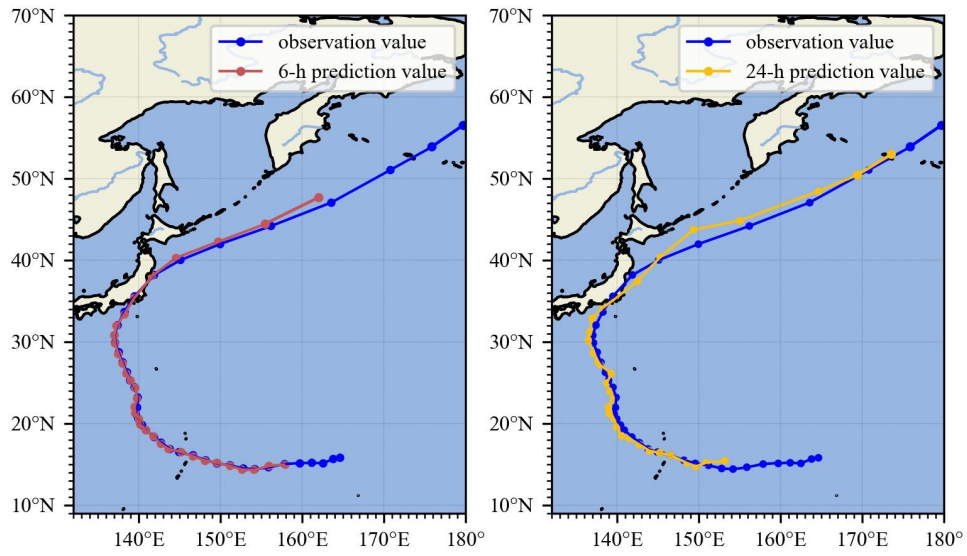 70°N
60°N
50°N
40°N
30°N
20°N
10°N
140°E 150°E 160°E 170°E 180°
observation value
6-h prediction value
70°N
60°N
50°N
40°N
30°N
20°N
10°N
140°E 150°E 160°E 170°E 180°
observation value
24-h prediction value